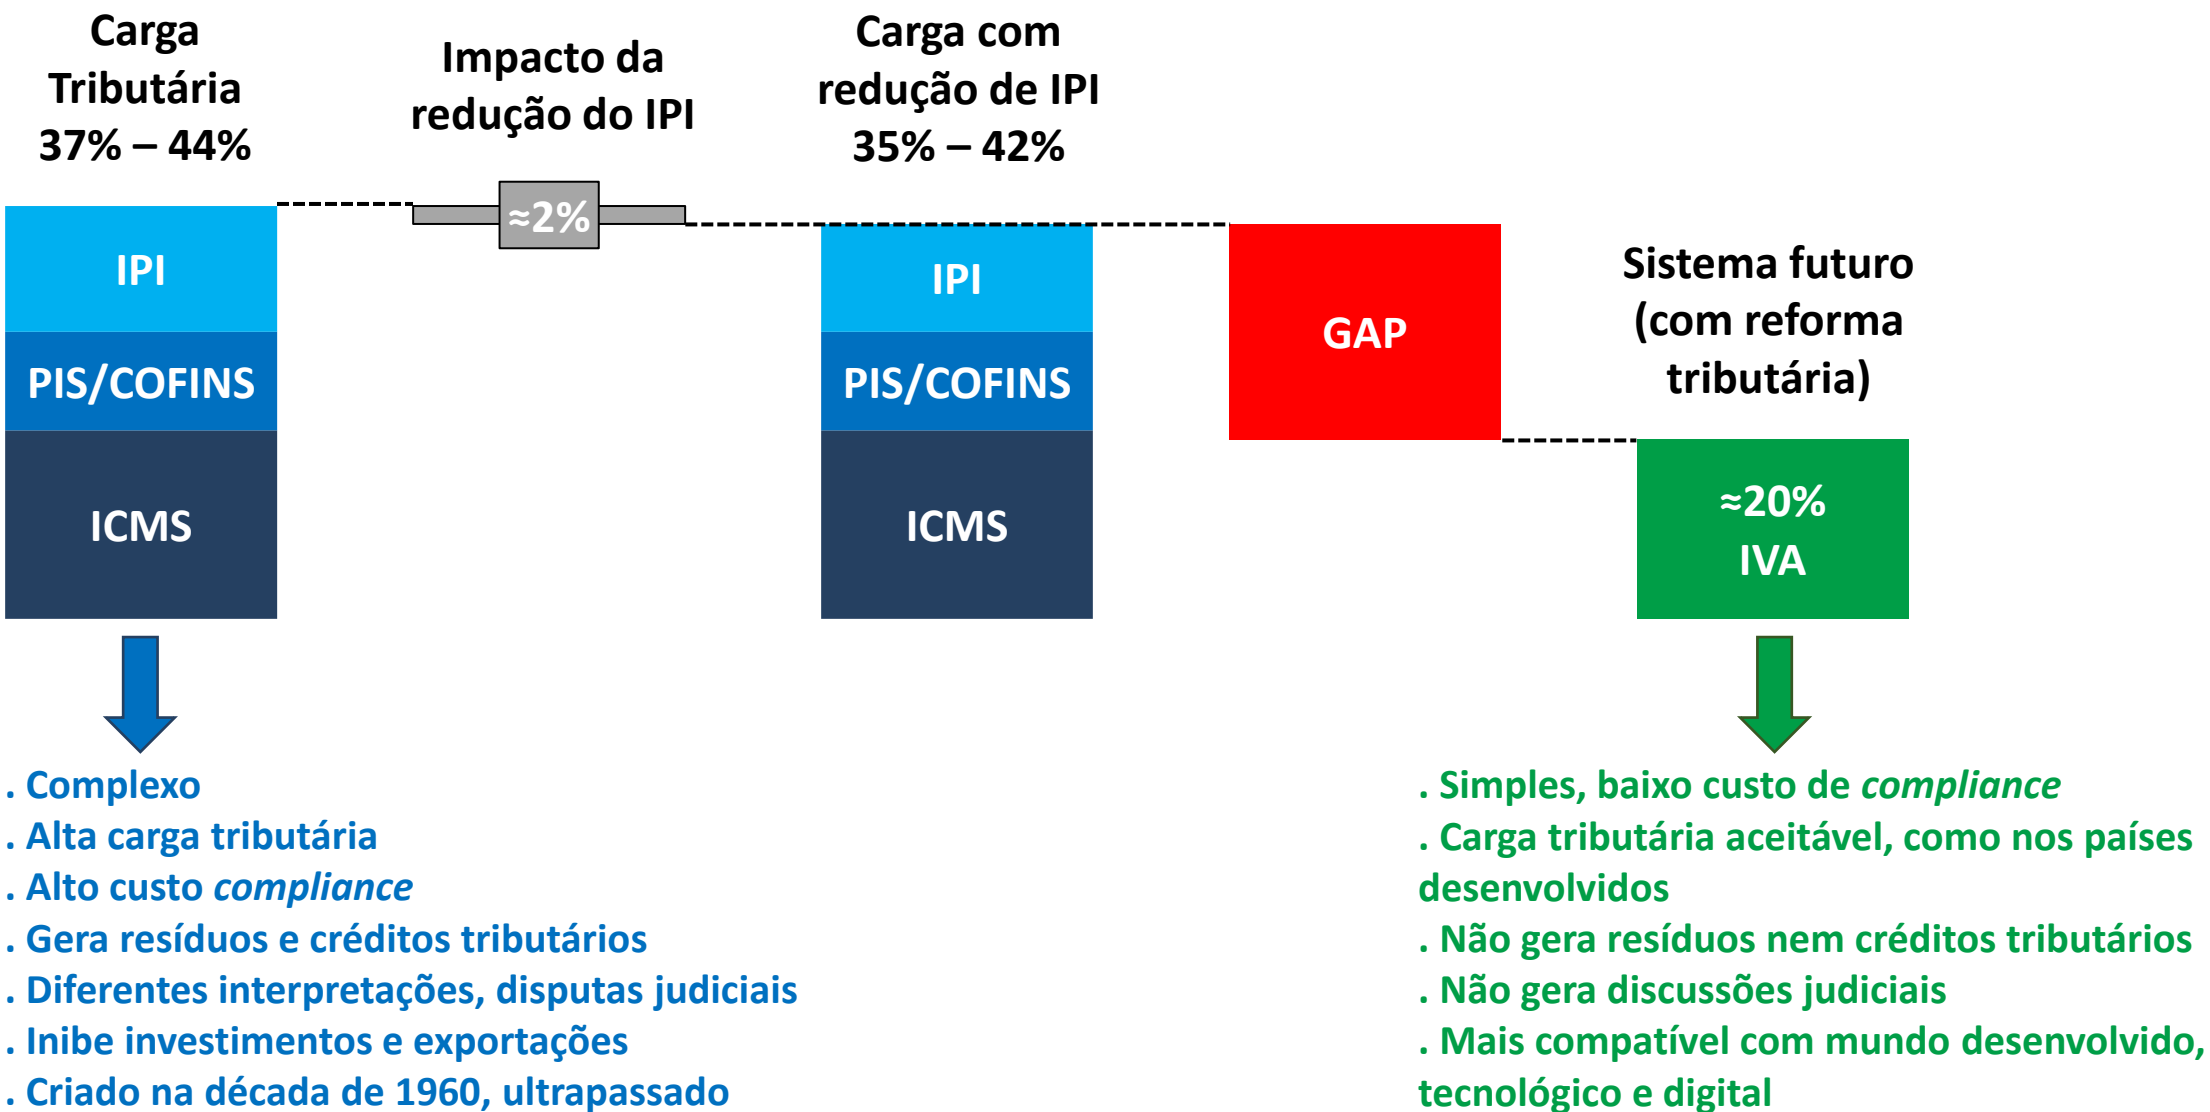 Carga
Tributária
37% – 44%
Impacto da
redução do IPI
Carga com
redução de IPI
35% – 42%
≈2%
IPI
PIS/COFINS
ICMS
IPI
PIS/COFINS
ICMS
GAP
Sistema futuro
(com reforma
tributária)
≈20%
IVA
. Complexo
. Alta carga tributária
. Alto custo compliance
. Gera resíduos e créditos tributários
. Diferentes interpretações, disputas judiciais
. Inibe investimentos e exportações
. Criado na década de 1960, ultrapassado
. Simples, baixo custo de compliance
. Carga tributária aceitável, como nos países
desenvolvidos
. Não gera resíduos nem créditos tributários
. Não gera discussões judiciais
. Mais compatível com mundo desenvolvido,
tecnológico e digital